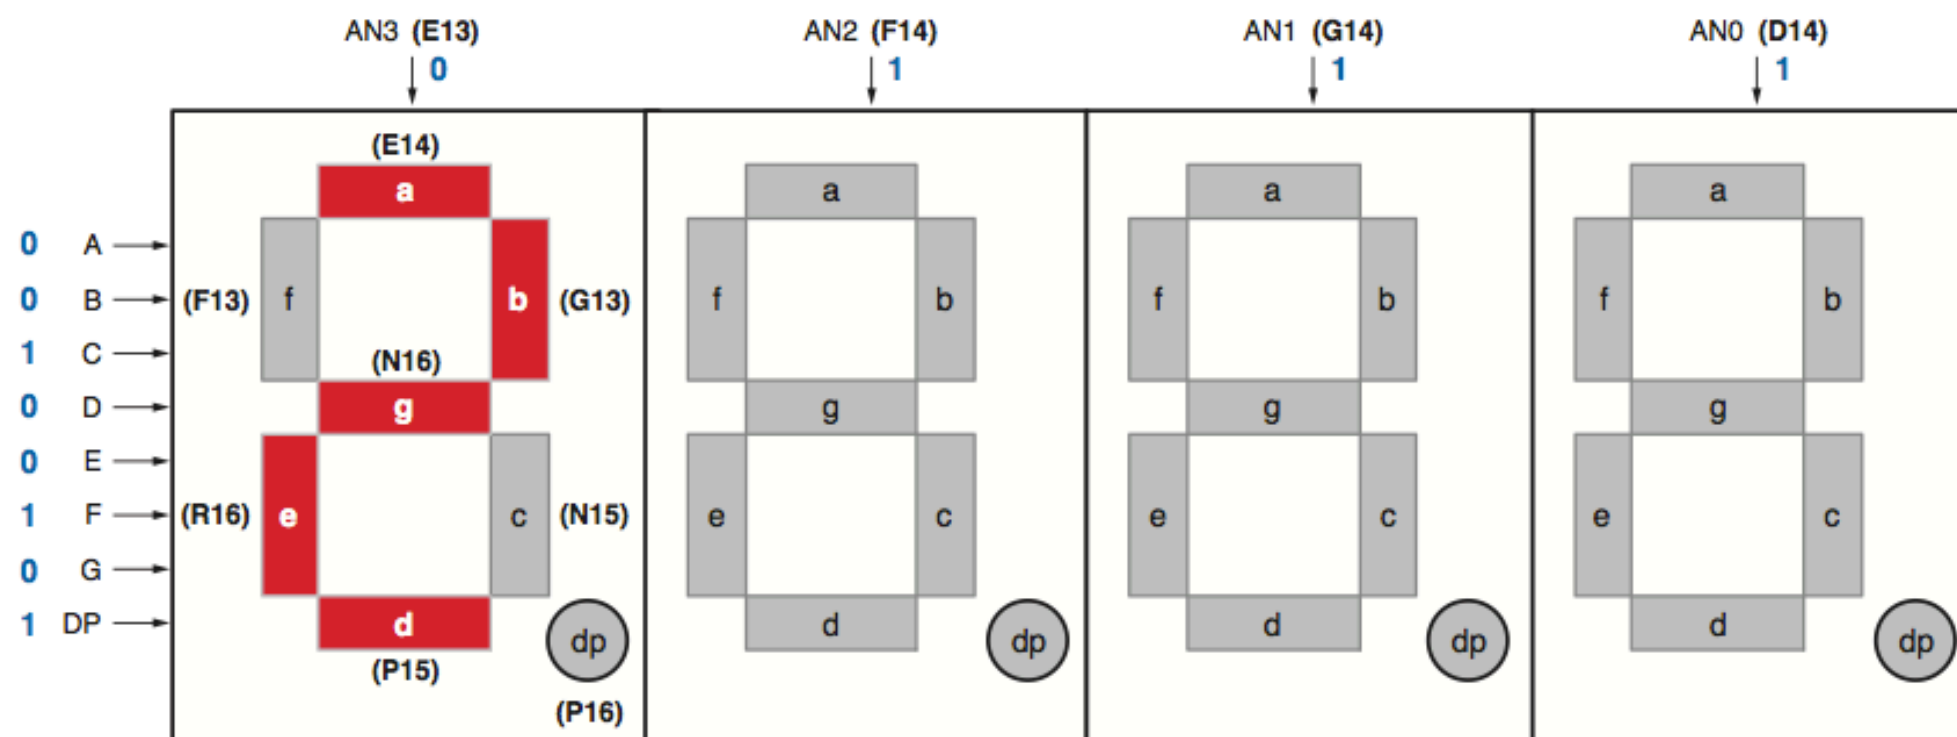 AN3 (E13) AN2 (F14) AN1 (G14) AN0 (D14)
0 1 1 1
(E14)
a a a a
0 A
0 B (F13) f b (G13) f b f b f b
1 C (N16)
0 D g g g g
0 E
1 F (R16) e c (N15) e c e c e c
0 G
1 DP d d d d
dp dp dp dp
(P15)
(P16)